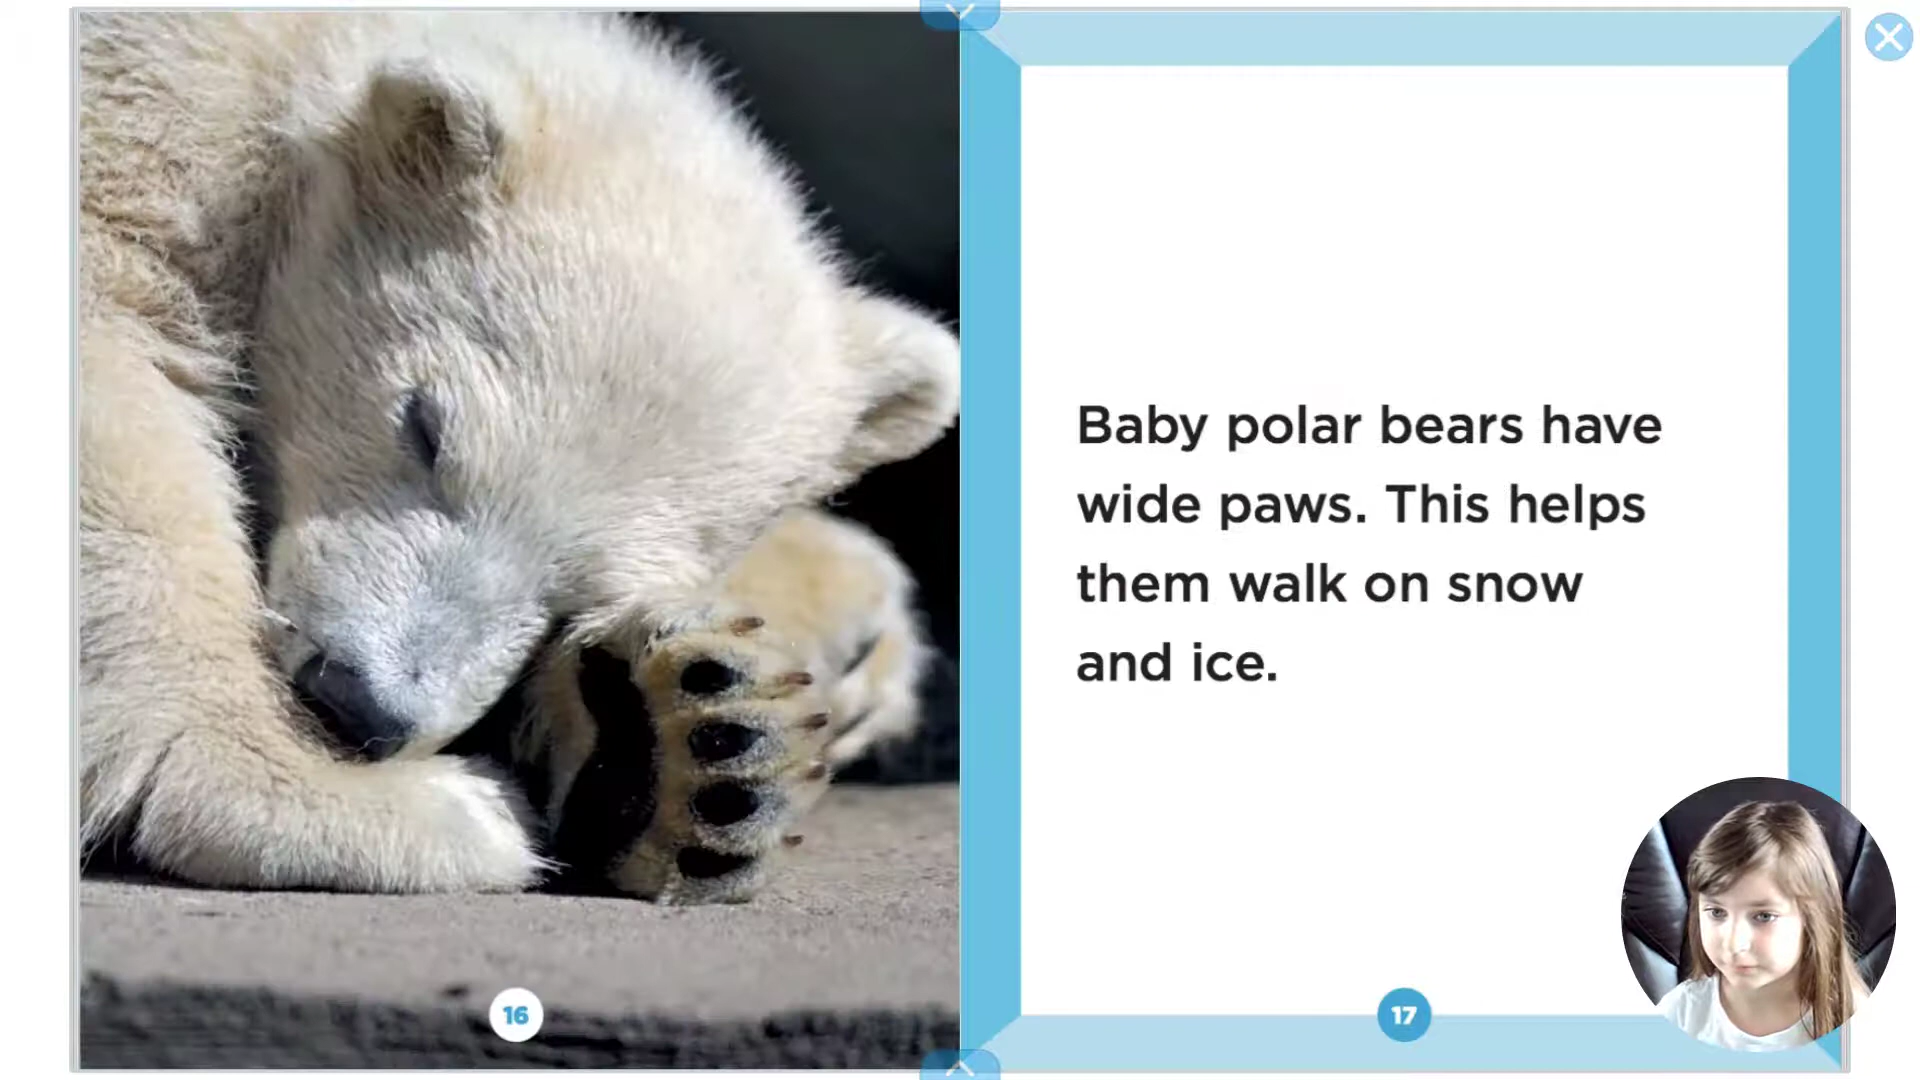 Baby polar bears have
wide paws. This helps
them walk on snow
and ice.
16
17